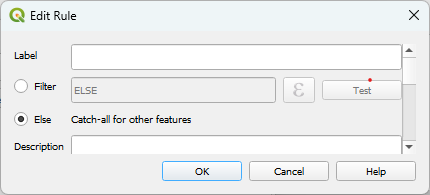 Edit Rule
Label
Filter ELSE ε Test
Else Catch-all for other features
Description
OK Cancel Help